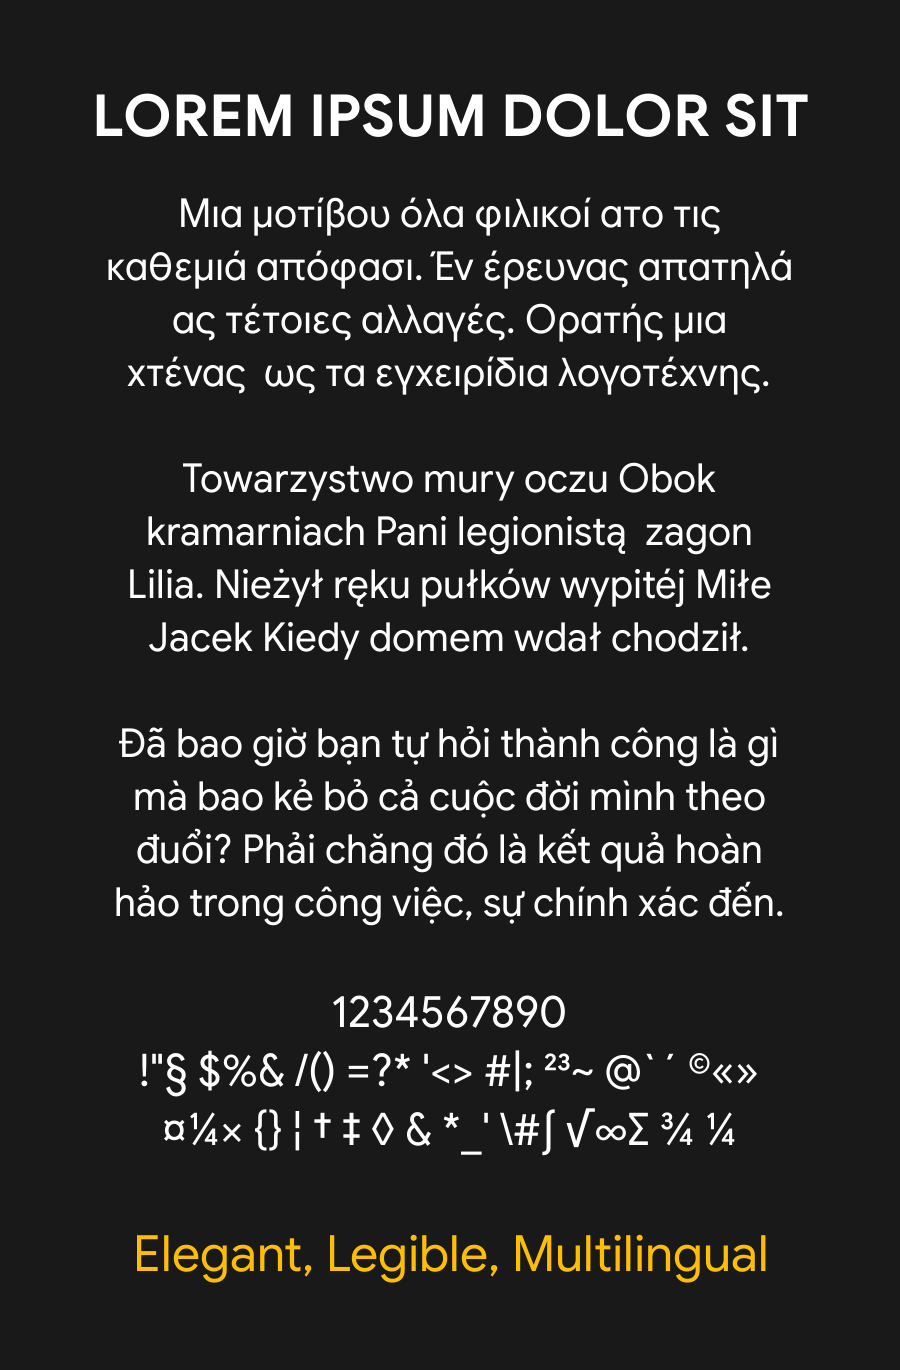 LOREM IPSUM DOLOR SIT
Μια μοτίβου όλα φιλικοί ατο τις
καθεμιά απόφασι. Έν έρευνας απατηλά
ας τέτοιες αλλαγές. Ορατής μια
χτένας  ως τα εγχειρίδια λογοτέχνης.
Towarzystwo mury oczu Obok
kramarniach Pani legionistą  zagon
Lilia. Nieżył ręku pułków wypitéj Miłe
Jacek Kiedy domem wdał chodził.
Đã bao giờ bạn tự hỏi thành công là gì
mà bao kẻ bỏ cả cuộc đời mình theo
đuổi? Phải chăng đó là kết quả hoàn
hảo trong công việc, sự chính xác đến.
1234567890
!"§ $%& /() =?* '<> #|; ²³~ @`´ ©«»
¤¼× {} ¦ † ‡ ◊ & *_' \#∫ √∞Σ ¾ ¼
Elegant, Legible, Multilingual